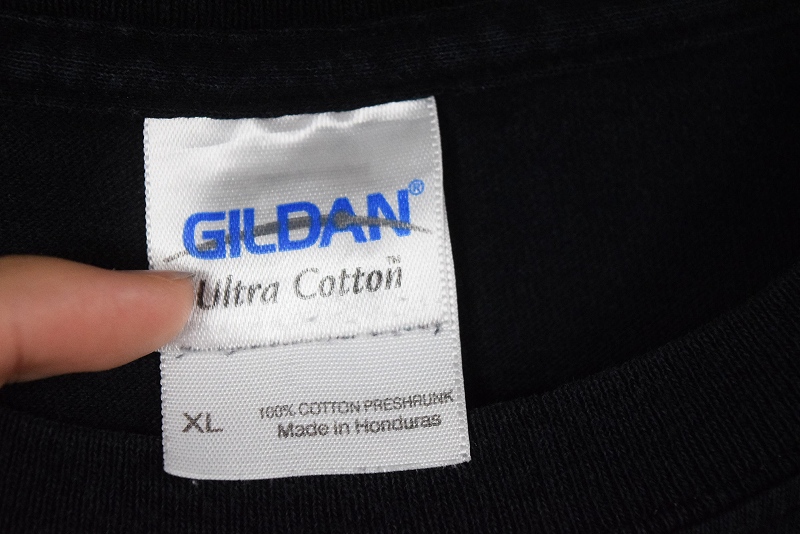 GILDAN®
Ultra Cotton™
XL
100% COTTON PRESHRUNK
Made in Honduras